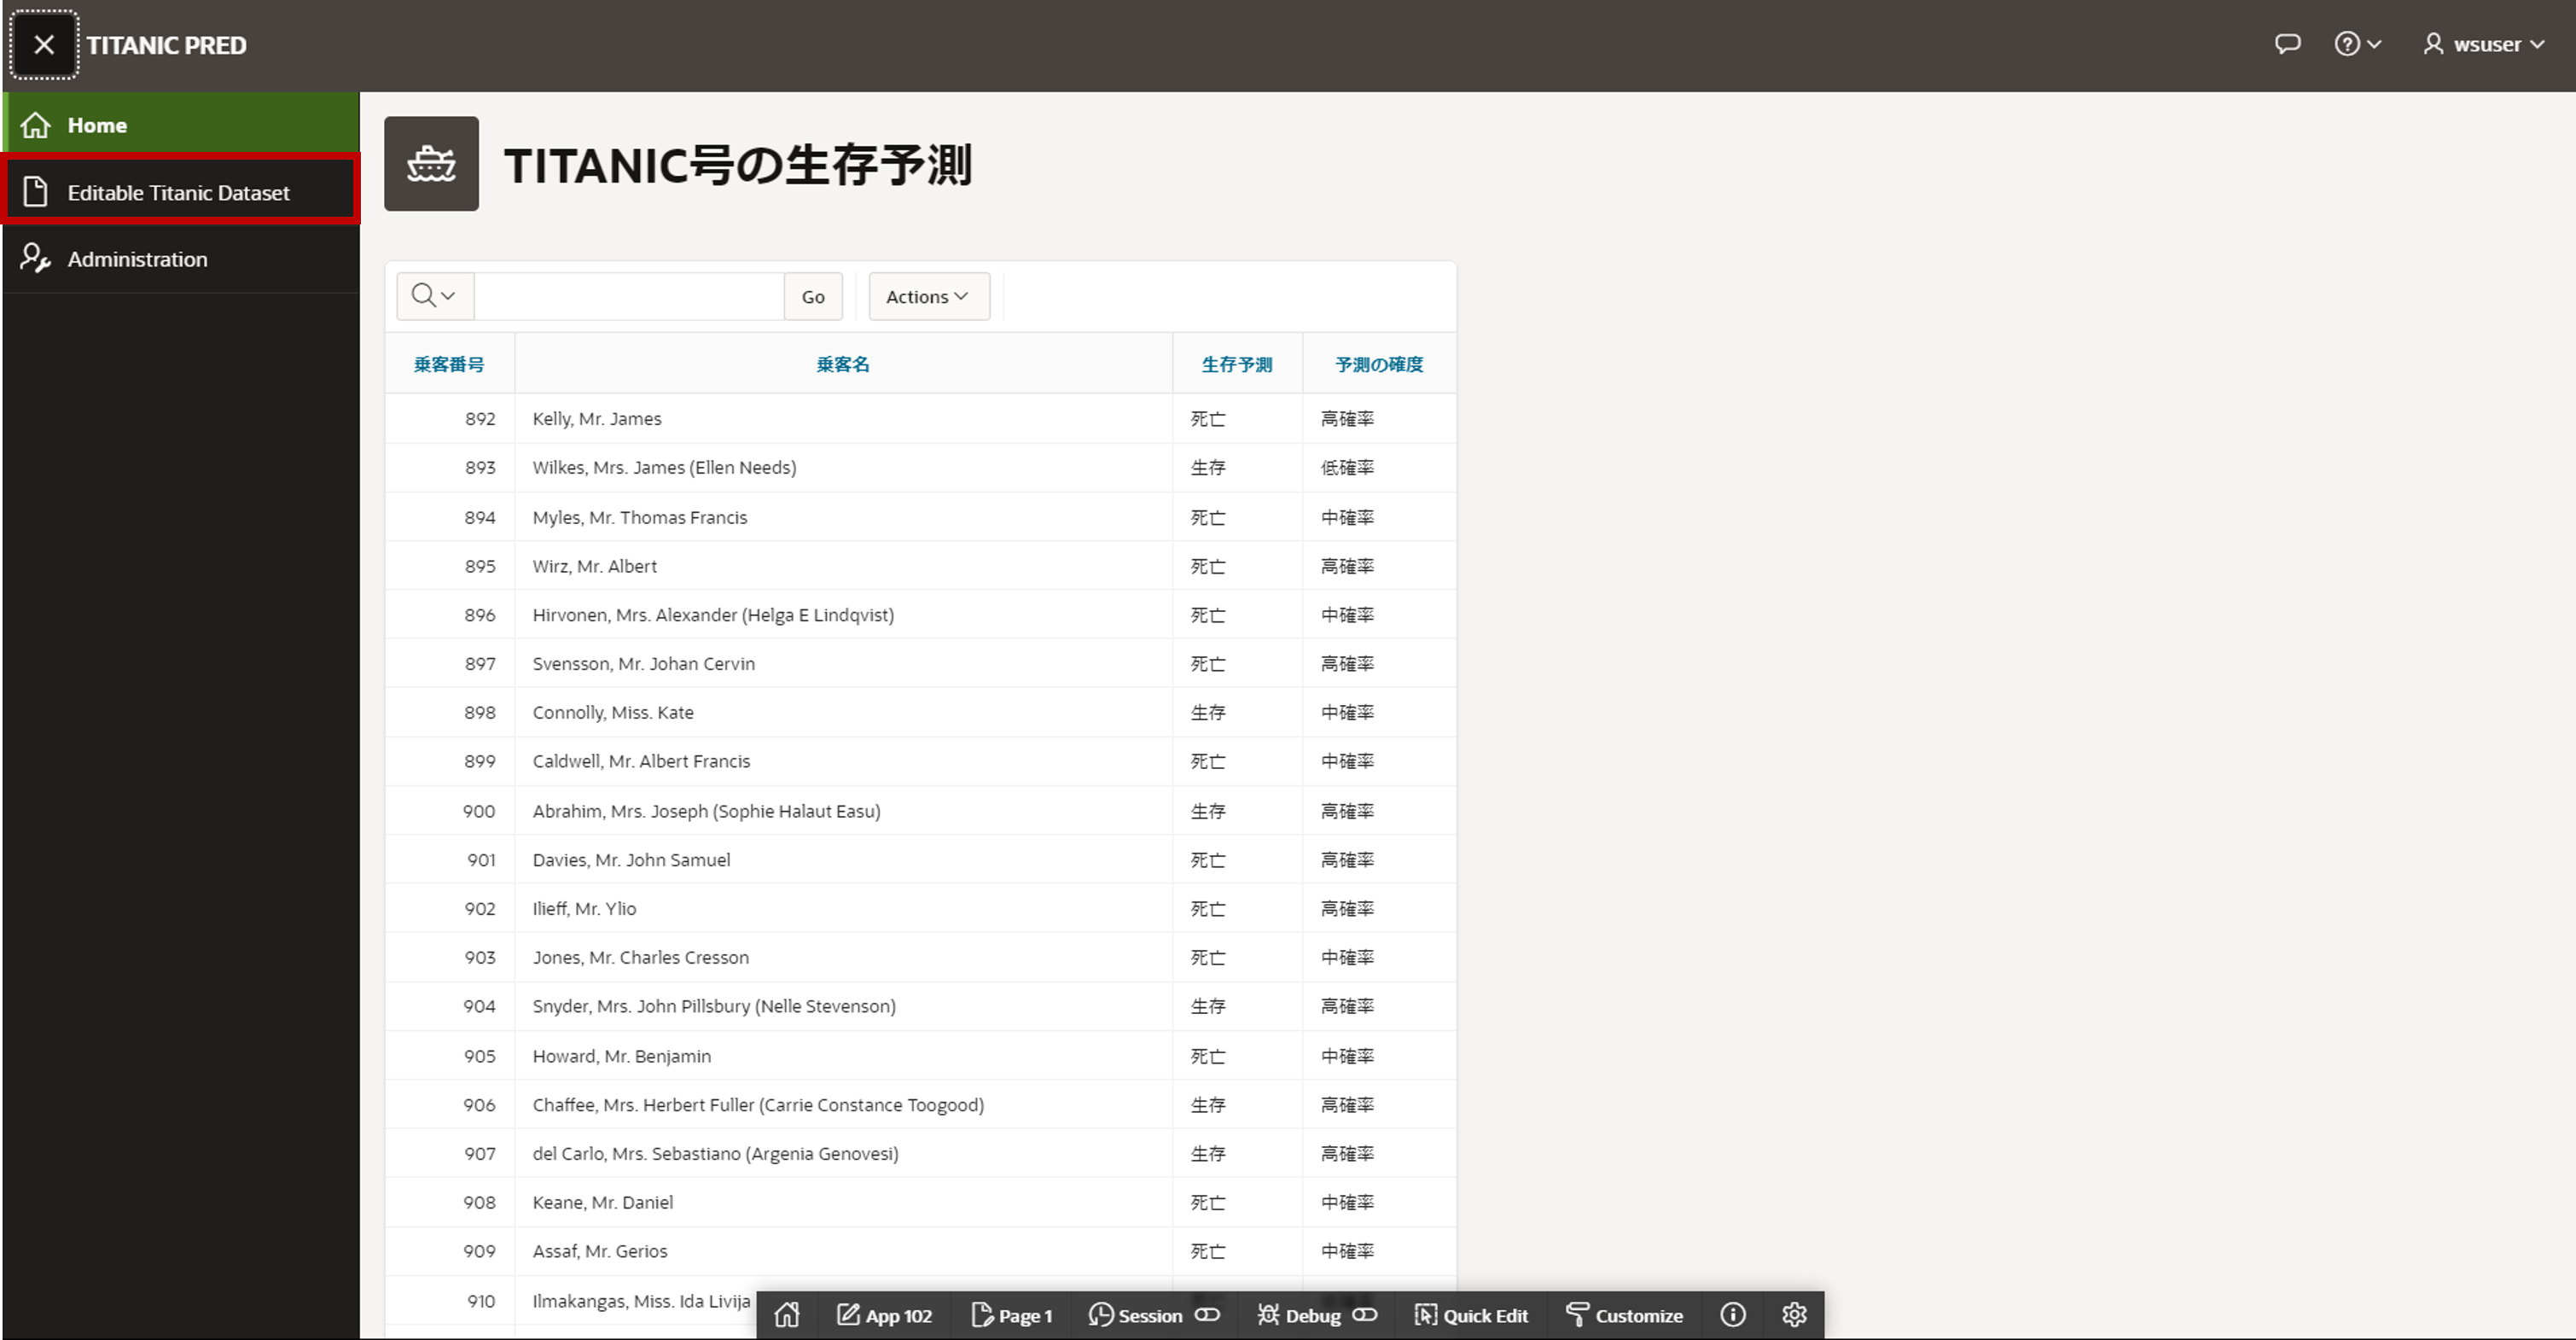 TITANIC PRED
wsuser
Home
Editable Titanic Dataset
Administration
TITANIC号の生存予測
Go
Actions
乗客番号 乗客名 生存予測 予測の確度
892 Kelly, Mr. James 死亡 高確率
893 Wilkes, Mrs. James (Ellen Needs) 生存 低確率
894 Myles, Mr. Thomas Francis 死亡 中確率
895 Wirz, Mr. Albert 死亡 高確率
896 Hirvonen, Mrs. Alexander (Helga E Lindqvist) 死亡 中確率
897 Svensson, Mr. Johan Cervin 死亡 高確率
898 Connolly, Miss. Kate 生存 中確率
899 Caldwell, Mr. Albert Francis 死亡 中確率
900 Abrahim, Mrs. Joseph (Sophie Halaut Easu) 生存 高確率
901 Davies, Mr. John Samuel 死亡 高確率
902 Ilieff, Mr. Ylio 死亡 高確率
903 Jones, Mr. Charles Cresson 死亡 中確率
904 Snyder, Mrs. John Pillsbury (Nelle Stevenson) 生存 高確率
905 Howard, Mr. Benjamin 死亡 中確率
906 Chaffee, Mrs. Herbert Fuller (Carrie Constance Toogood) 生存 高確率
907 del Carlo, Mrs. Sebastiano (Argenia Genovesi) 生存 高確率
908 Keane, Mr. Daniel 死亡 中確率
909 Assaf, Mr. Gerios 死亡 中確率
910 Ilmakangas, Miss. Ida Livija
App 102 Page 1 Session Debug Quick Edit Customize